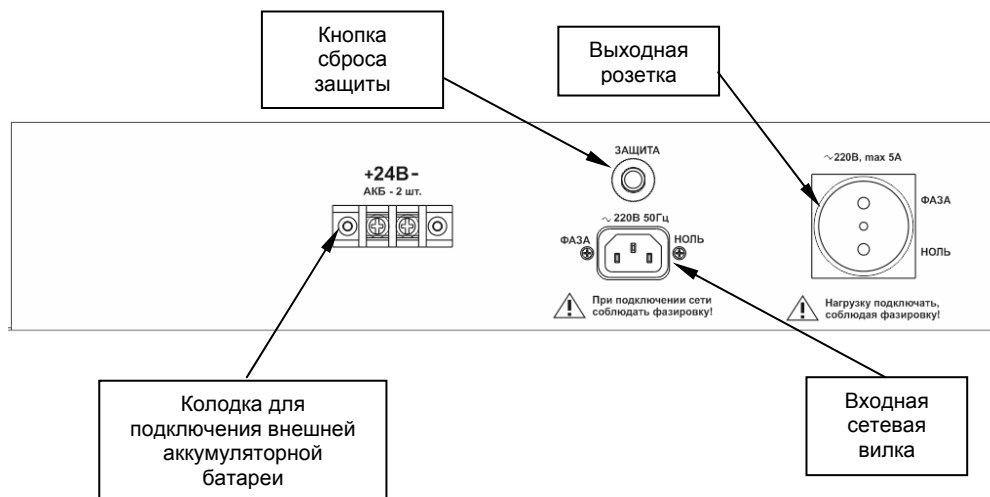 Кнопка
сброса
защиты
Выходная
розетка
ЗАЩИТА
~220В, max 5А
+24В-
АКБ - 2 шт.
ФАЗА
НОЛЬ
~ 220В 50Гц
ФАЗА
НОЛЬ
При подключении сети
соблюдать фазировку!
Нагрузку подключать,
соблюдая фазировку!
Колодка для
подключения внешней
аккумуляторной
батареи
Входная
сетевая
вилка